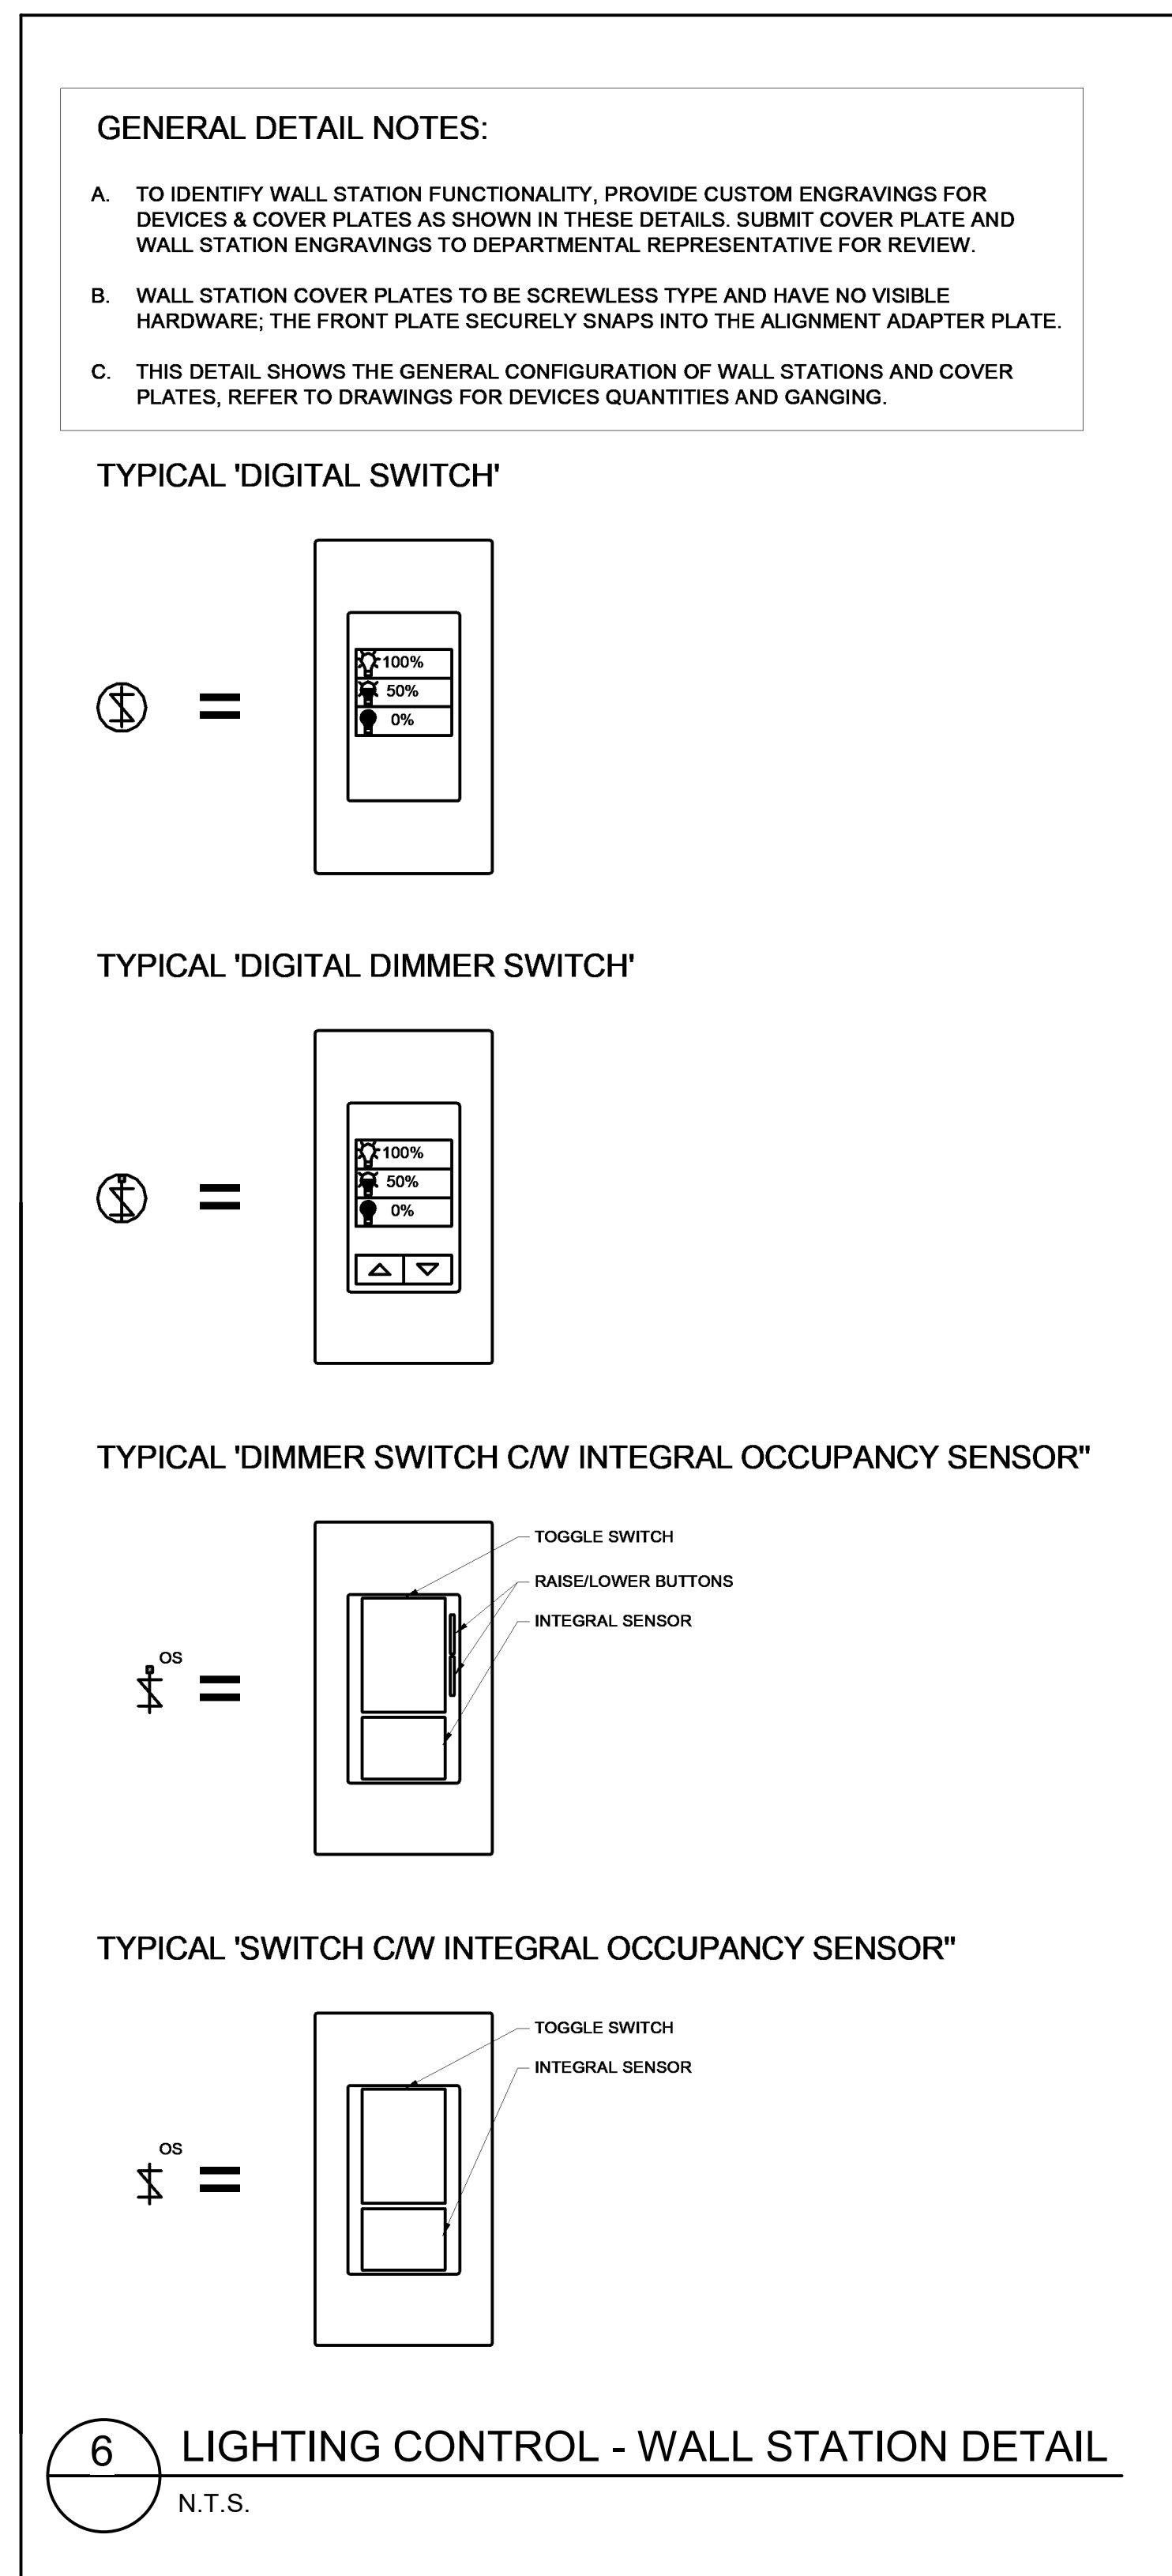 GENERAL DETAIL NOTES:
A. TO IDENTIFY WALL STATION FUNCTIONALITY, PROVIDE CUSTOM ENGRAVINGS FOR
DEVICES & COVER PLATES AS SHOWN IN THESE DETAILS. SUBMIT COVER PLATE AND
WALL STATION ENGRAVINGS TO DEPARTMENTAL REPRESENTATIVE FOR REVIEW.
B. WALL STATION COVER PLATES TO BE SCREWLESS TYPE AND HAVE NO VISIBLE
HARDWARE; THE FRONT PLATE SECURELY SNAPS INTO THE ALIGNMENT ADAPTER PLATE.
C. THIS DETAIL SHOWS THE GENERAL CONFIGURATION OF WALL STATIONS AND COVER
PLATES, REFER TO DRAWINGS FOR DEVICES QUANTITIES AND GANGING.
TYPICAL 'DIGITAL SWITCH'
100%
50%
0%
=
TYPICAL 'DIGITAL DIMMER SWITCH'
100%
50%
0%
=
TYPICAL 'DIMMER SWITCH C/W INTEGRAL OCCUPANCY SENSOR"
TOGGLE SWITCH
RAISE/LOWER BUTTONS
INTEGRAL SENSOR
OS
=
TYPICAL 'SWITCH C/W INTEGRAL OCCUPANCY SENSOR"
TOGGLE SWITCH
INTEGRAL SENSOR
OS
=
6 LIGHTING CONTROL - WALL STATION DETAIL
N.T.S.